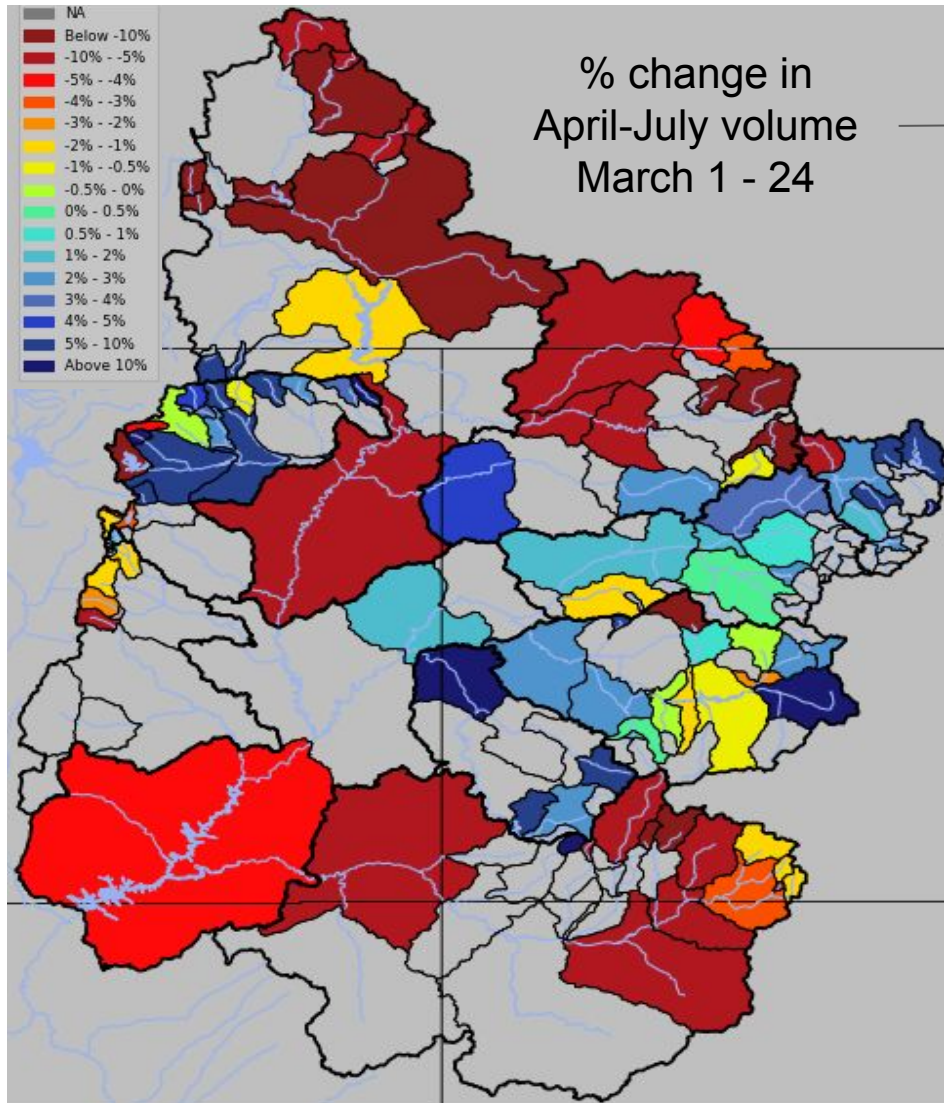 NA
Below -10%
-10% - -5%
-5% - -4%
-4% - -3%
-3% - -2%
-2% - -1%
-1% - -0.5%
-0.5% - 0%
0% - 0.5%
0.5% - 1%
1% - 2%
2% - 3%
3% - 4%
4% - 5%
5% - 10%
Above 10%
% change in
April-July volume
March 1 - 24